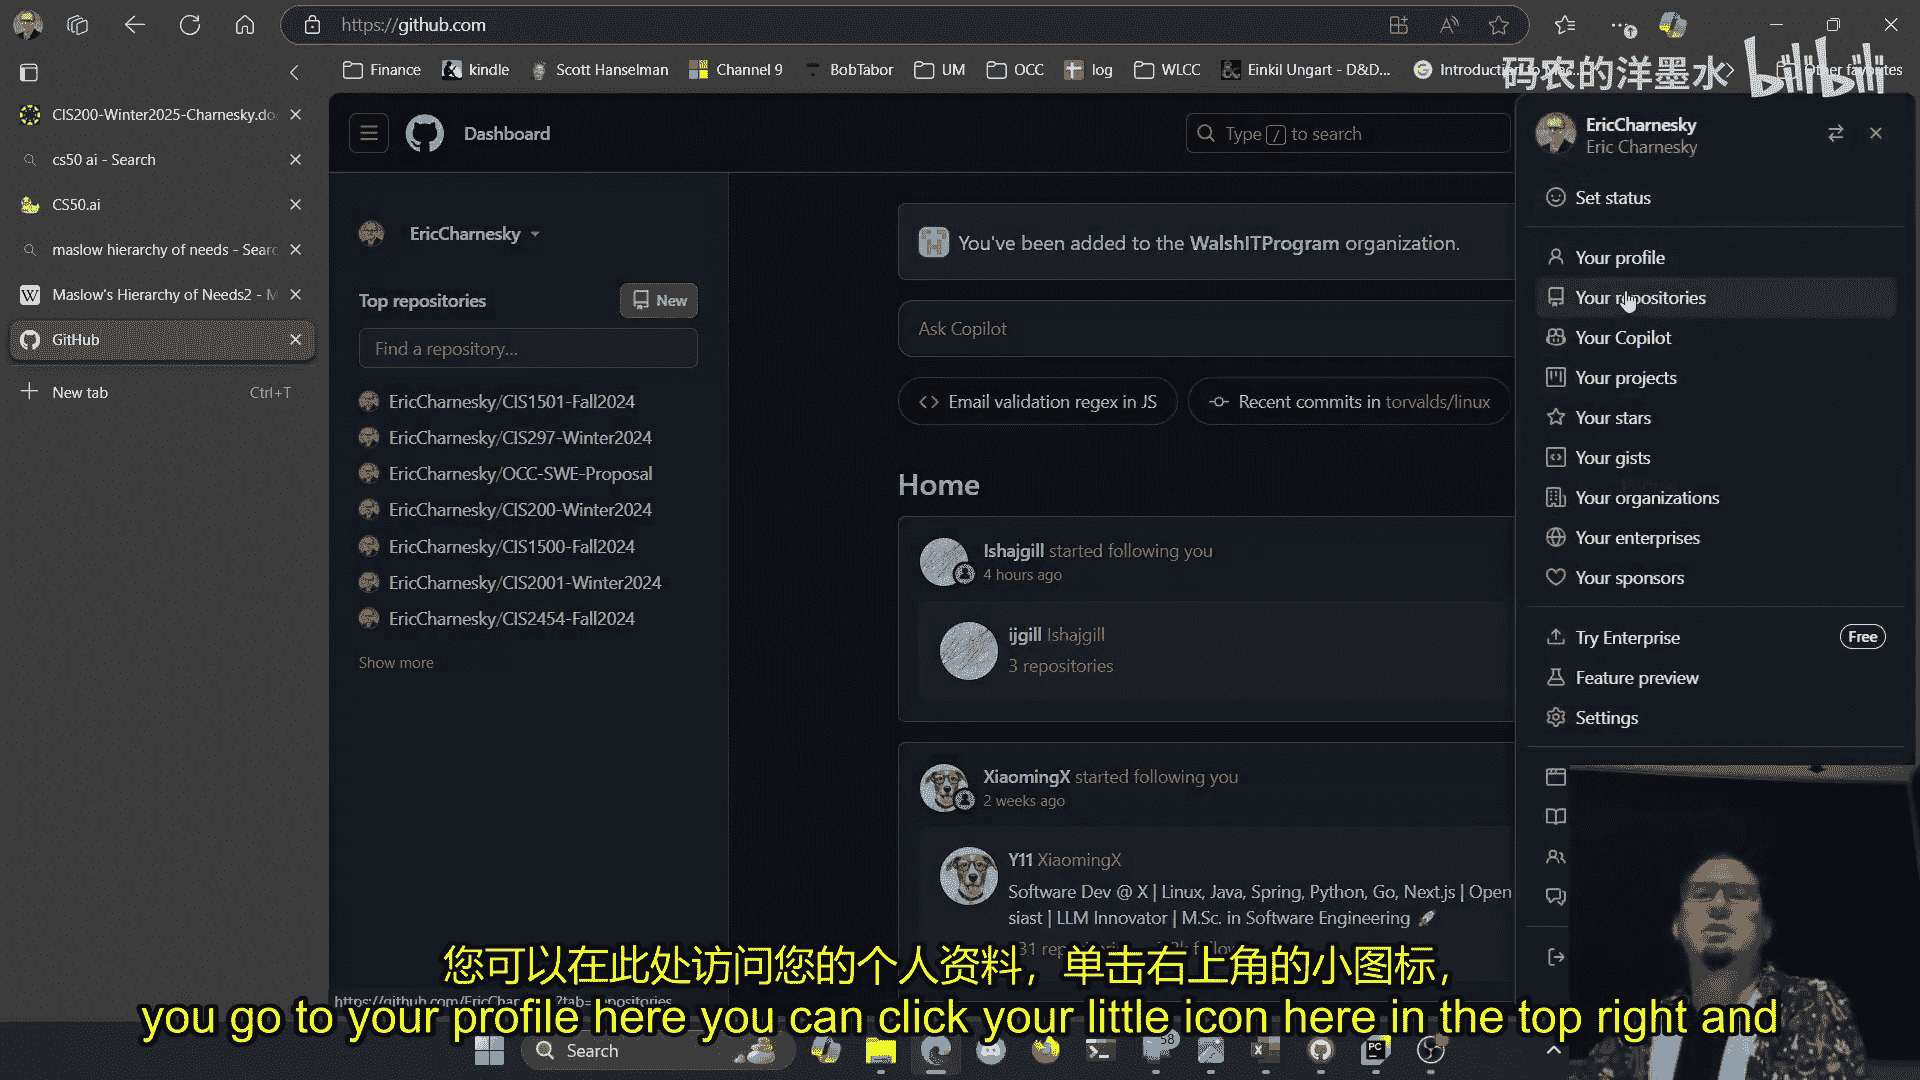 https://github.com
Finance
kindle
Scott Hanselman
Channel 9
BobTabor
UM
OCC
log
WLCC
Einkil Ungart - D&D...
Other favorites
码农的洋墨水
bilibili
CIS200-Winter2025-Charnesky.do
cs50 ai - Search
CS50.ai
maslow hierarchy of needs - Sear
Maslow's Hierarchy of Needs2 -
GitHub
New tab
Ctrl+T
Dashboard
Type / to search
EricCharnesky
Top repositories
New
Find a repository...
EricCharnesky/CIS1501-Fall2024
EricCharnesky/CIS297-Winter2024
EricCharnesky/OCC-SWE-Proposal
EricCharnesky/CIS200-Winter2024
EricCharnesky/CIS1500-Fall2024
EricCharnesky/CIS2001-Winter2024
EricCharnesky/CIS2454-Fall2024
Show more
You've been added to the WalshITProgram organization.
Ask Copilot
Email validation regex in JS
Recent commits in torvalds/linux
Home
Ishajgill started following you
4 hours ago
ijgill Ishajgill
3 repositories
XiaomingX started following you
2 weeks ago
Y11 XiaomingX
Software Dev @ X | Linux, Java, Spring, Python, Go, Next.js | Open
siast | LLM Innovator | M.Sc. in Software Engineering 🚀
EricCharnesky
Eric Charnesky
Set status
Your profile
Your repositories
Your Copilot
Your projects
Your stars
Your gists
Your organizations
Your enterprises
Your sponsors
Try Enterprise
Free
Feature preview
Settings
您可以在此处访问您的个人资料，单击右上角的小图标，
you go to your profile here you can click your little icon here in the top right and
Search
58